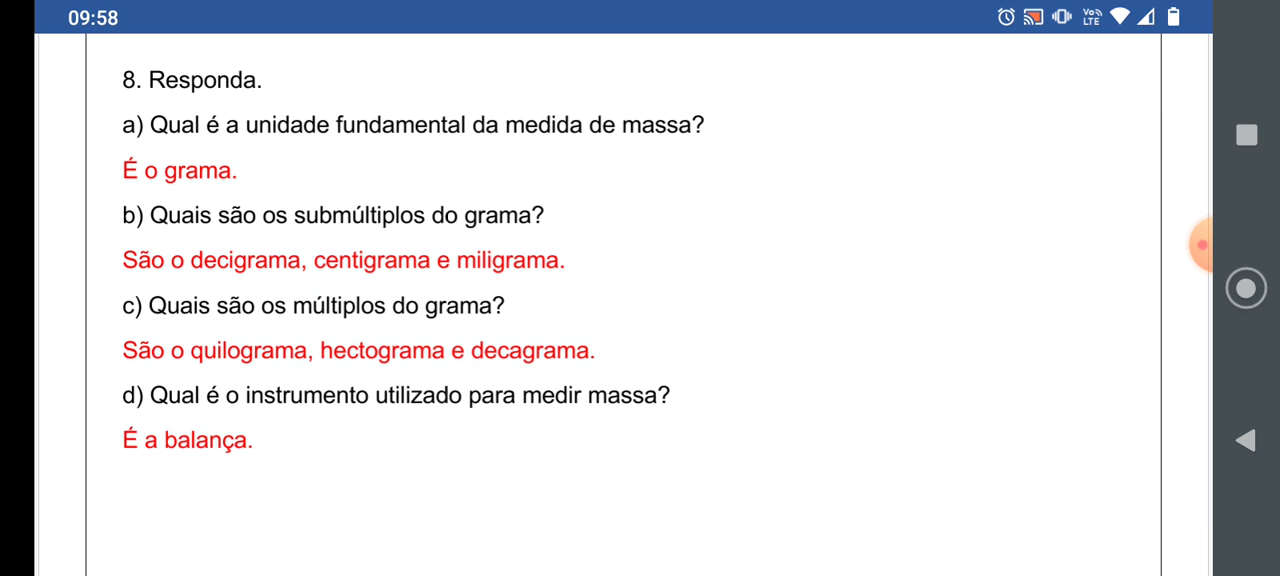 09:58
Vo
LTE
8. Responda.
a) Qual é a unidade fundamental da medida de massa?
É o grama.
b) Quais são os submúltiplos do grama?
São o decigrama, centigrama e miligrama.
c) Quais são os múltiplos do grama?
São o quilograma, hectograma e decagrama.
d) Qual é o instrumento utilizado para medir massa?
É a balança.